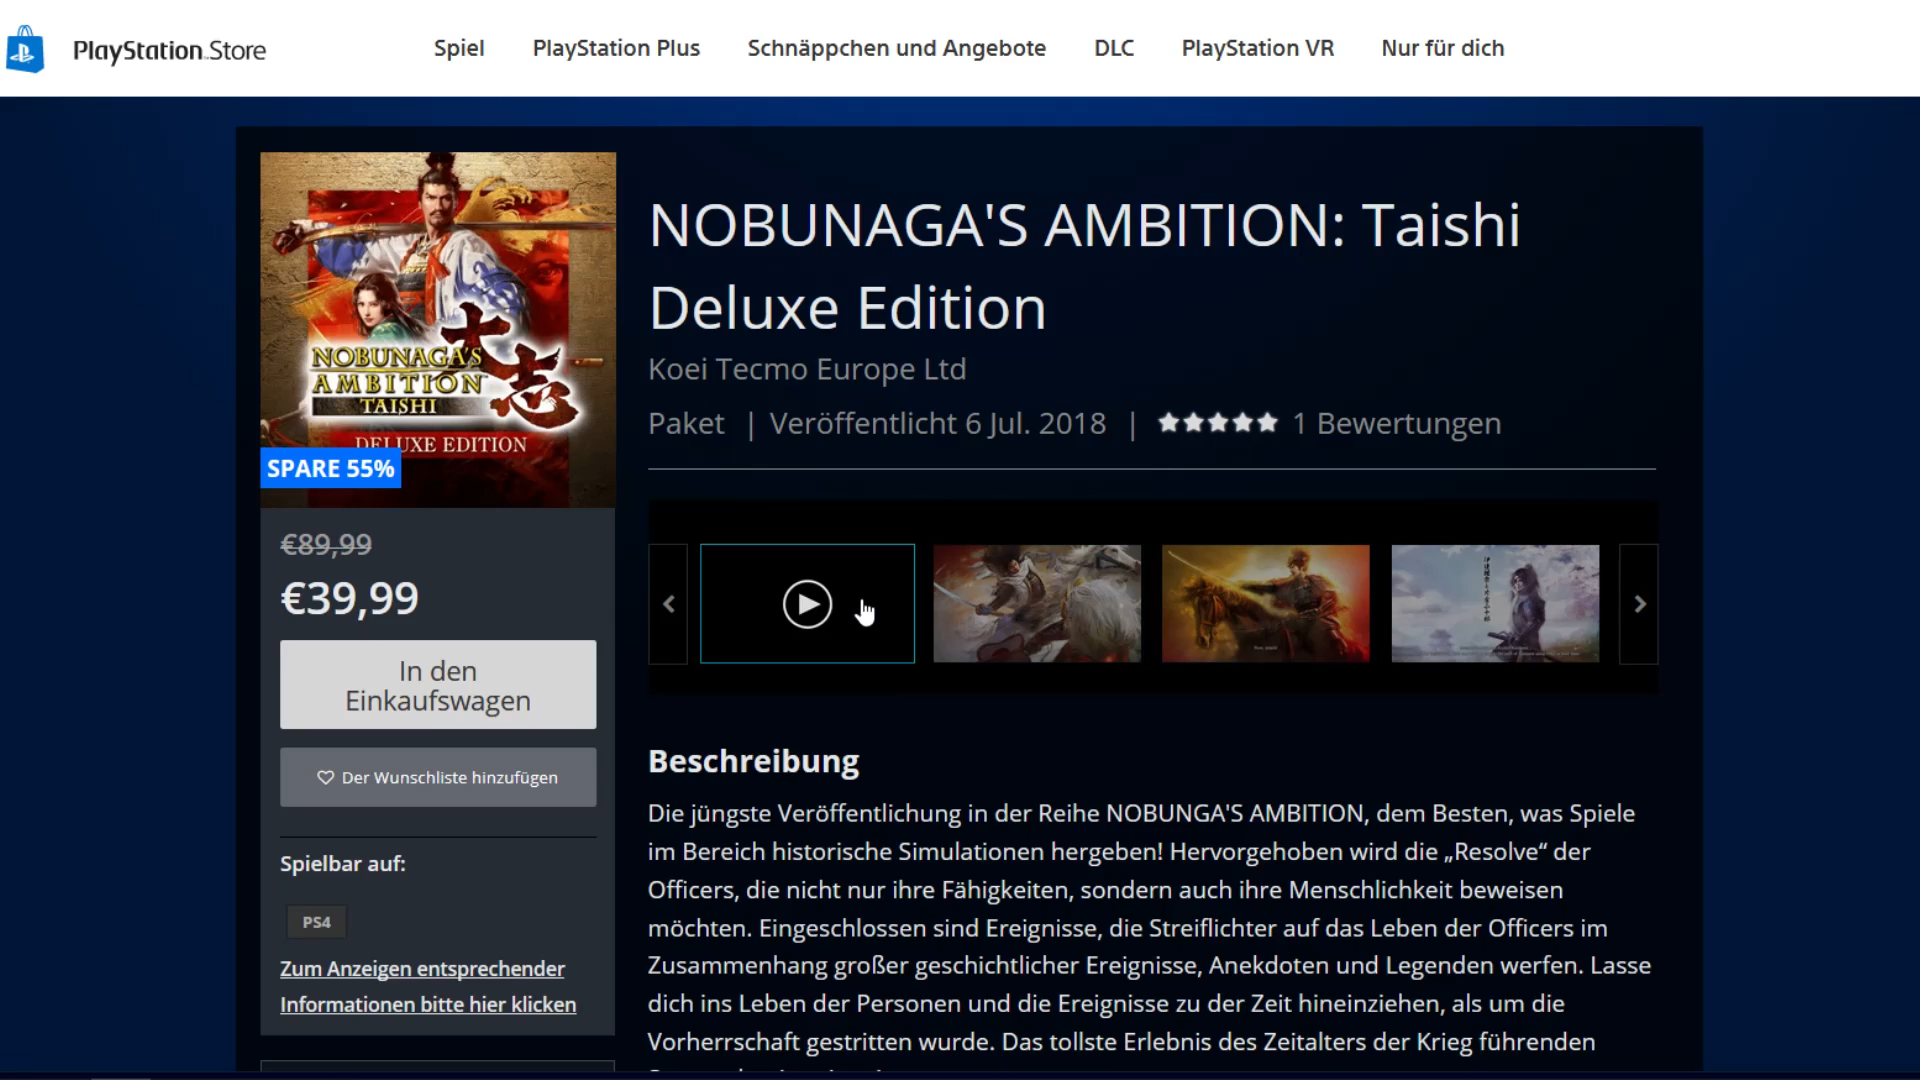 PlayStation.Store
Spiel
PlayStation Plus
Schnäppchen und Angebote
DLC
PlayStation VR
Nur für dich
NOBUNAGA'S
AMBITION
TAISHI
大志
DELUXE EDITION
SPARE 55%
€89,99
€39,99
In den
Einkaufswagen
Der Wunschliste hinzufügen
Spielbar auf:
PS4
Zum Anzeigen entsprechender
Informationen bitte hier klicken
NOBUNAGA'S AMBITION: Taishi
Deluxe Edition
Koei Tecmo Europe Ltd
Paket | Veröffentlicht 6 Jul. 2018 | ★★★★★ 1 Bewertungen
Beschreibung
Die jüngste Veröffentlichung in der Reihe NOBUNGA'S AMBITION, dem Besten, was Spiele
im Bereich historische Simulationen hergeben! Hervorgehoben wird die „Resolve“ der
Officers, die nicht nur ihre Fähigkeiten, sondern auch ihre Menschlichkeit beweisen
möchten. Eingeschlossen sind Ereignisse, die Streiflichter auf das Leben der Officers im
Zusammenhang großer geschichtlicher Ereignisse, Anekdoten und Legenden werfen. Lasse
dich ins Leben der Personen und die Ereignisse zu der Zeit hineinziehen, als um die
Vorherrschaft gestritten wurde. Das tollste Erlebnis des Zeitalters der Krieg führenden